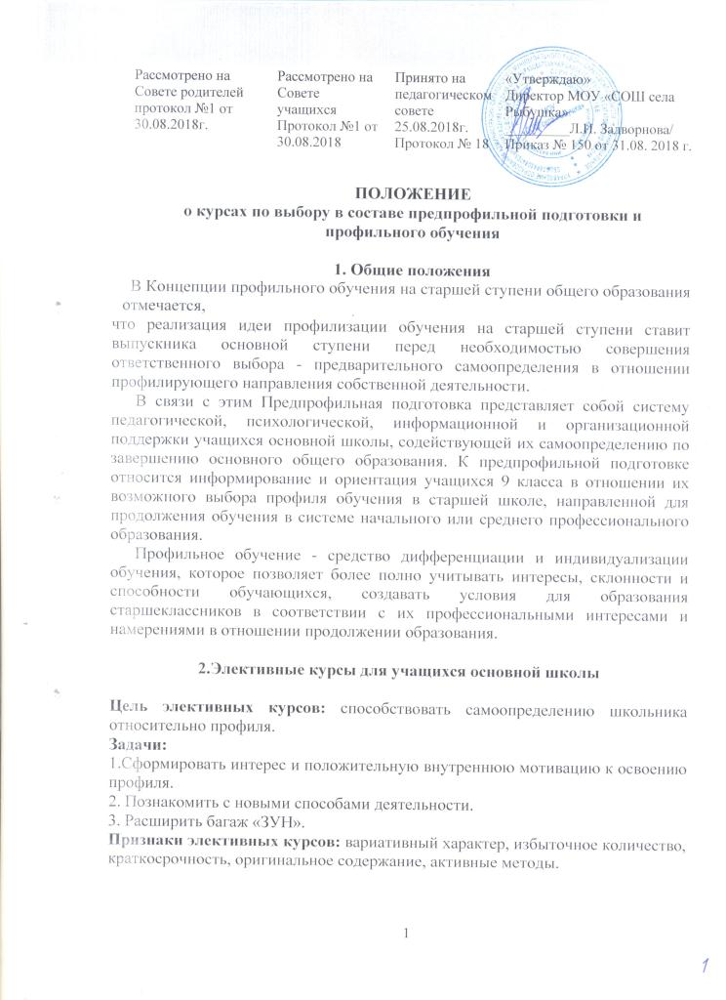 Рассмотрено на
Совете родителей
протокол №1 от
30.08.2018г.
Рассмотрено на
Совете
учащихся
Протокол №1 от
30.08.2018
Принято на
педагогическом
совете
25.08.2018г.
Протокол № 18
«Утверждаю»
Директор МОУ «СОШ села
Рыбушка»
Л.И. Задворнова/
Приказ № 150 от 31.08. 2018 г.
ПОЛОЖЕНИЕ
о курсах по выбору в составе предпрофильной подготовки и
профильного обучения
1. Общие положения
В Концепции профильного обучения на старшей ступени общего образования
отмечается,
что реализация идеи профилизации обучения на старшей ступени ставит
выпускника основной ступени перед необходимостью совершения
ответственного выбора - предварительного самоопределения в отношении
профилирующего направления собственной деятельности.
В связи с этим Предпрофильная подготовка представляет собой систему
педагогической, психологической, информационной и организационной
поддержки учащихся основной школы, содействующей их самоопределению по
завершению основного общего образования. К предпрофильной подготовке
относится информирование и ориентация учащихся 9 класса в отношении их
возможного выбора профиля обучения в старшей школе, направленной для
продолжения обучения в системе начального или среднего профессионального
образования.
Профильное обучение - средство дифференциации и индивидуализации
обучения, которое позволяет более полно учитывать интересы, склонности и
способности обучающихся, создавать условия для образования
старшеклассников в соответствии с их профессиональными интересами и
намерениями в отношении продолжении образования.
2.Элективные курсы для учащихся основной школы
Цель элективных курсов: способствовать самоопределению школьника
относительно профиля.
Задачи:
1.Сформировать интерес и положительную внутреннюю мотивацию к освоению
профиля.
2. Познакомить с новыми способами деятельности.
3. Расширить багаж «ЗУН».
Признаки элективных курсов: вариативный характер, избыточное количество,
краткосрочность, оригинальное содержание, активные методы.
1
1